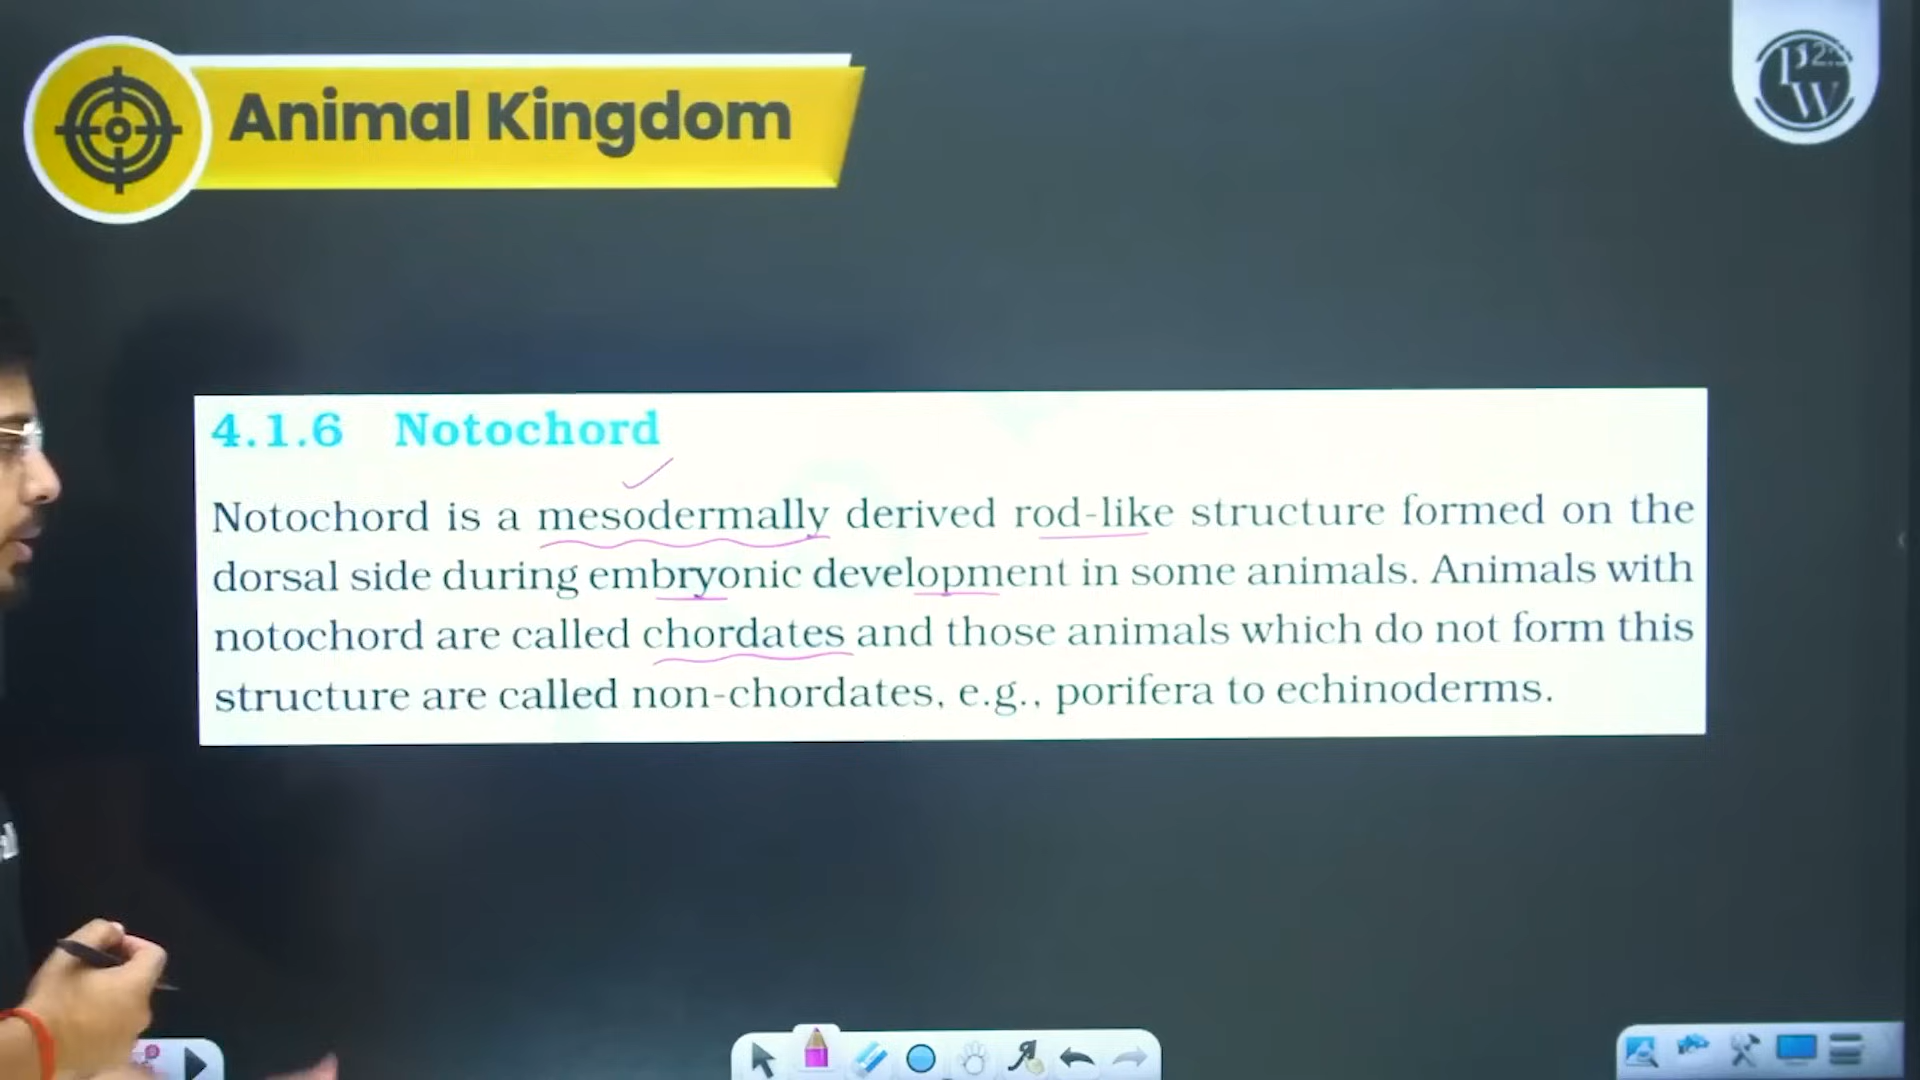 Animal Kingdom
PW
4.1.6 Notochord
Notochord is a mesodermally derived rod-like structure formed on the
dorsal side during embryonic development in some animals. Animals with
notochord are called chordates and those animals which do not form this
structure are called non-chordates, e.g., porifera to echinoderms.